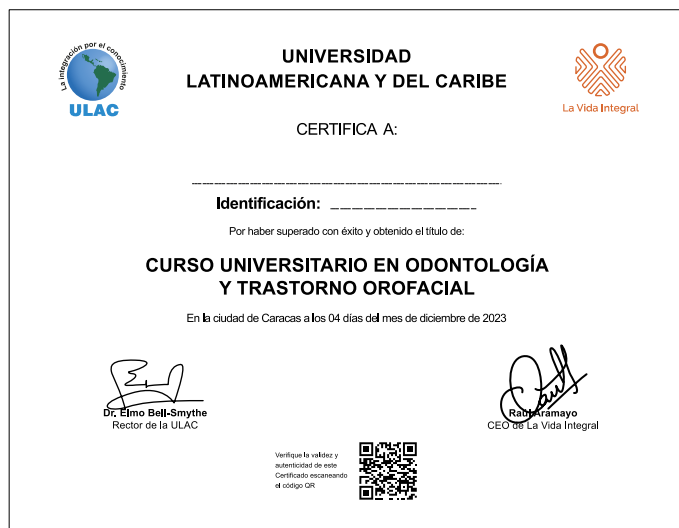 La integración por el conocimiento
ULAC
UNIVERSIDAD
LATINOAMERICANA Y DEL CARIBE
La Vida Integral
CERTIFICA A:
Identificación:
Por haber superado con éxito y obtenido el título de:
CURSO UNIVERSITARIO EN ODONTOLOGÍA
Y TRASTORNO OROFACIAL
En la ciudad de Caracas a los 04 días del mes de diciembre de 2023
Dr. Elmo Bell-Smythe
Rector de la ULAC
Raúl Aramayo
CEO de La Vida Integral
Verifique la validez y
autenticidad de este
Certificado escaneando
el código QR